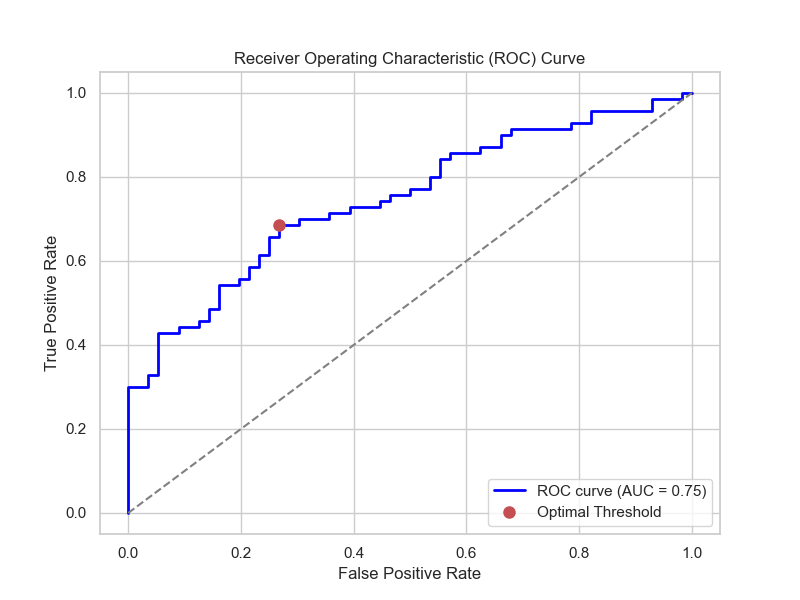 Receiver Operating Characteristic (ROC) Curve
True Positive Rate
1.0
0.8
0.6
0.4
0.2
0.0
ROC curve (AUC = 0.75)
Optimal Threshold
0.0 0.2 0.4 0.6 0.8 1.0
False Positive Rate